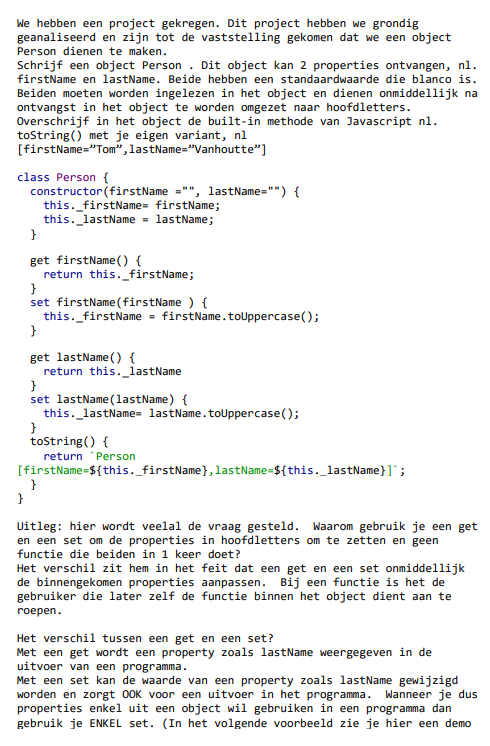 We hebben een project gekregen. Dit project hebben we grondig
geanaliseerd en zijn tot de vaststelling gekomen dat we een object
Person dienen te maken.
Schrijf een object Person . Dit object kan 2 properties ontvangen, nl.
firstName en lastName. Beide hebben een standaardwaarde die blanco is.
Beiden moeten worden ingelezen in het object en dienen onmiddellijk na
ontvangst in het object te worden omgezet naar hoofdletters.
Overschrijf in het object de built-in methode van Javascript nl.
toString() met je eigen variant, nl
[firstName=”Tom”,lastName=”Vanhoutte”]
class Person {
  constructor(firstName ="", lastName="") {
    this._firstName= firstName;
    this._lastName = lastName;
  }
  get firstName() {
    return this._firstName;
  }
  set firstName(firstName ) {
    this._firstName = firstName.toUppercase();
  }
  get lastName() {
    return this._lastName
  }
  set lastName(lastName) {
    this._lastName= lastName.toUppercase();
  }
  toString() {
    return `Person
[firstName=${this._firstName},lastName=${this._lastName}]`;
  }
}
Uitleg: hier wordt veelal de vraag gesteld.  Waarom gebruik je een get
en een set om de properties in hoofdletters om te zetten en geen
functie die beiden in 1 keer doet?
Het verschil zit hem in het feit dat een get en een set onmiddellijk
de binnengekomen properties aanpassen.  Bij een functie is het de
gebruiker die later zelf de functie binnen het object dient aan te
roepen.
Het verschil tussen een get en een set?
Met een get wordt een property zoals lastName weergegeven in de
uitvoer van een programma.
Met een set kan de waarde van een property zoals lastName gewijzigd
worden en zorgt OOK voor een uitvoer in het programma.  Wanneer je dus
properties enkel uit een object wil gebruiken in een programma dan
gebruik je ENKEL set. (In het volgende voorbeeld zie je hier een demo